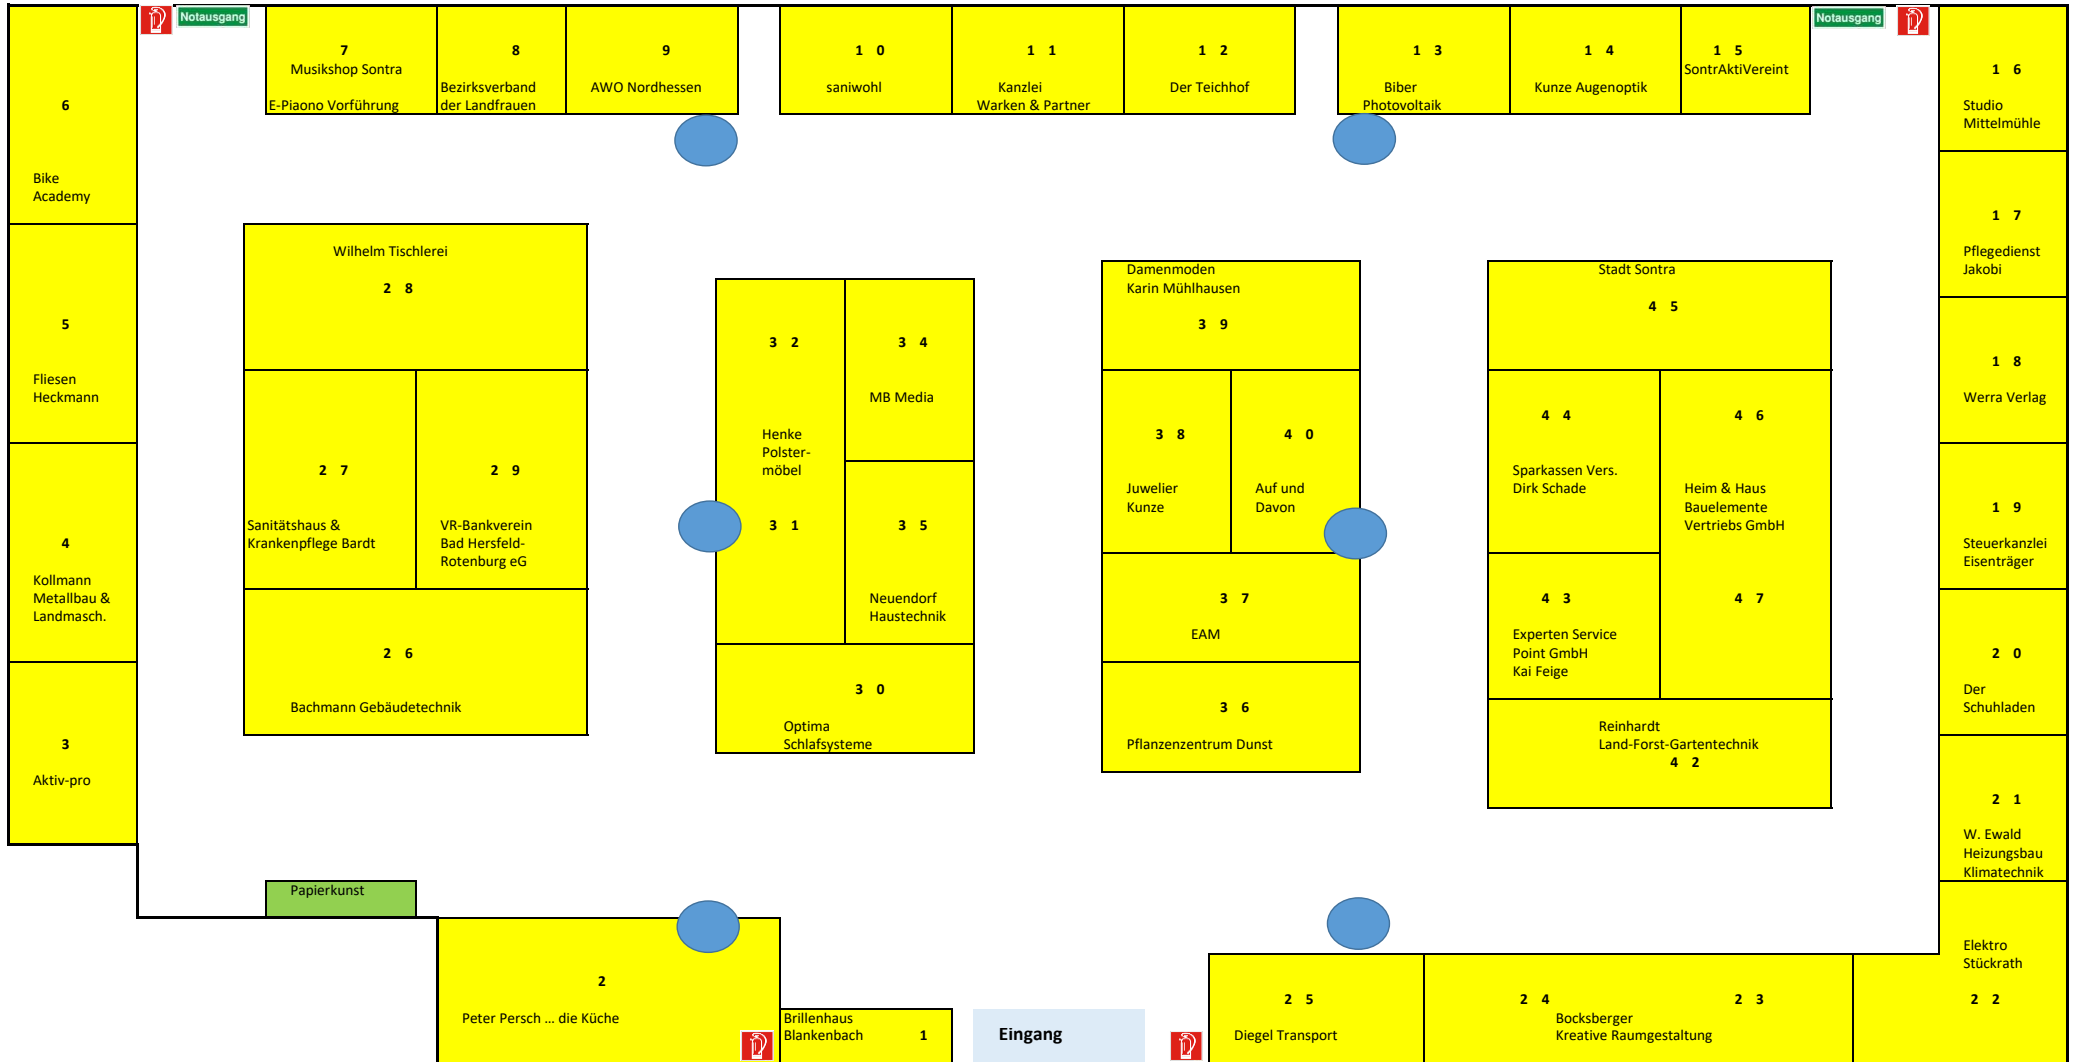 Notausgang
Notausgang
6
Bike
Academy
7
Musikshop Sontra
E-Piaono Vorführung
8
Bezirksverband
der Landfrauen
9
AWO Nordhessen
1 0
saniwohl
1 1
Kanzlei
Warken & Partner
1 2
Der Teichhof
1 3
Biber
Photovoltaik
1 4
Kunze Augenoptik
1 5
SontrAktiVereint
1 6
Studio
Mittelmühle
1 7
Pflegedienst
Jakobi
1 8
Werra Verlag
1 9
Steuerkanzlei
Eisenträger
2 0
Der
Schuhladen
2 1
W. Ewald
Heizungsbau
Klimatechnik
Elektro
Stückrath
2 2
5
Fliesen
Heckmann
4
Kollmann
Metallbau &
Landmasch.
3
Aktiv-pro
Wilhelm Tischlerei
2 8
2 7
Sanitätshaus &
Krankenpflege Bardt
2 9
VR-Bankverein
Bad Hersfeld-
Rotenburg eG
2 6
Bachmann Gebäudetechnik
3 2
Henke
Polster-
möbel
3 1
3 4
MB Media
3 5
Neuendorf
Haustechnik
3 0
Optima
Schlafsysteme
Damenmoden
Karin Mühlhausen
3 9
3 8
Juwelier
Kunze
4 0
Auf und
Davon
3 7
EAM
3 6
Pflanzenzentrum Dunst
Stadt Sontra
4 5
4 4
Sparkassen Vers.
Dirk Schade
4 6
Heim & Haus
Bauelemente
Vertriebs GmbH
4 7
4 3
Experten Service
Point GmbH
Kai Feige
Reinhardt
Land-Forst-Gartentechnik
4 2
Papierkunst
2
Peter Persch ... die Küche
Brillenhaus
Blankenbach 1
Eingang
2 5
Diegel Transport
2 4 2 3
Bocksberger
Kreative Raumgestaltung